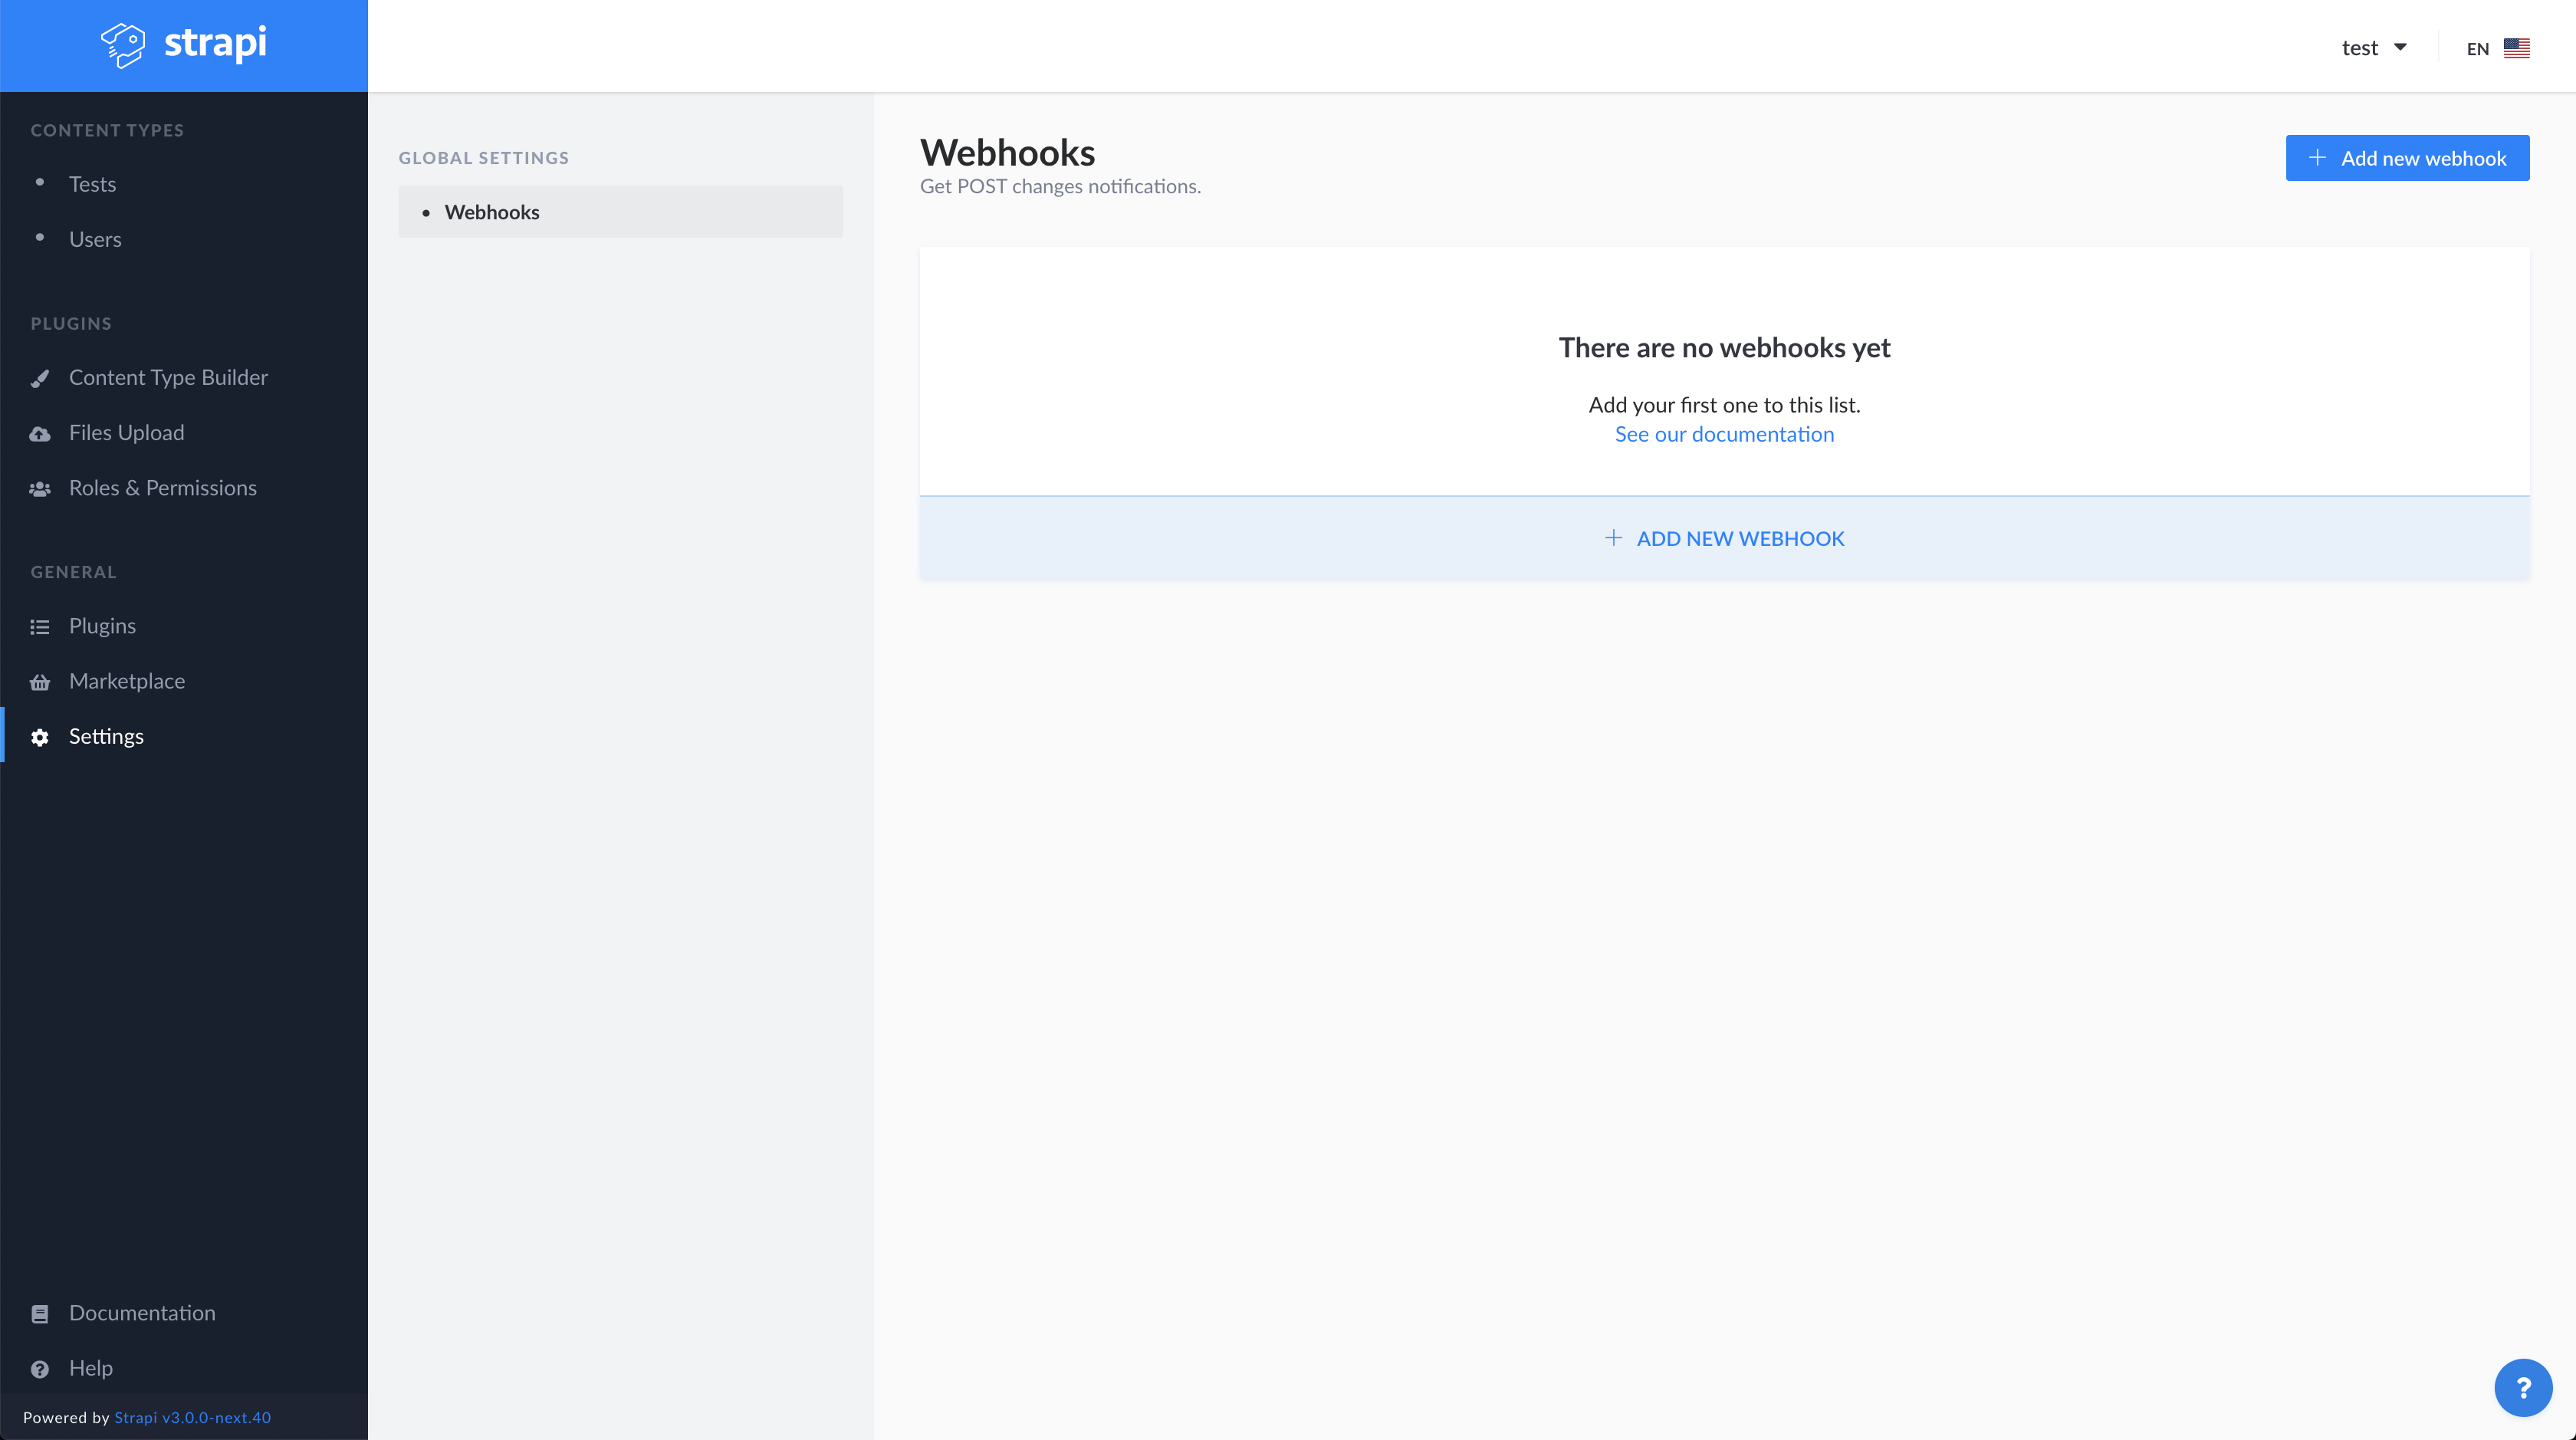 strapi
test
EN
CONTENT TYPES
Tests
Users
PLUGINS
Content Type Builder
Files Upload
Roles & Permissions
GENERAL
Plugins
Marketplace
Settings
Documentation
Help
Powered by Strapi v3.0.0-next.40
GLOBAL SETTINGS
Webhooks
Webhooks
Get POST changes notifications.
Add new webhook
There are no webhooks yet
Add your first one to this list.
See our documentation
ADD NEW WEBHOOK
?